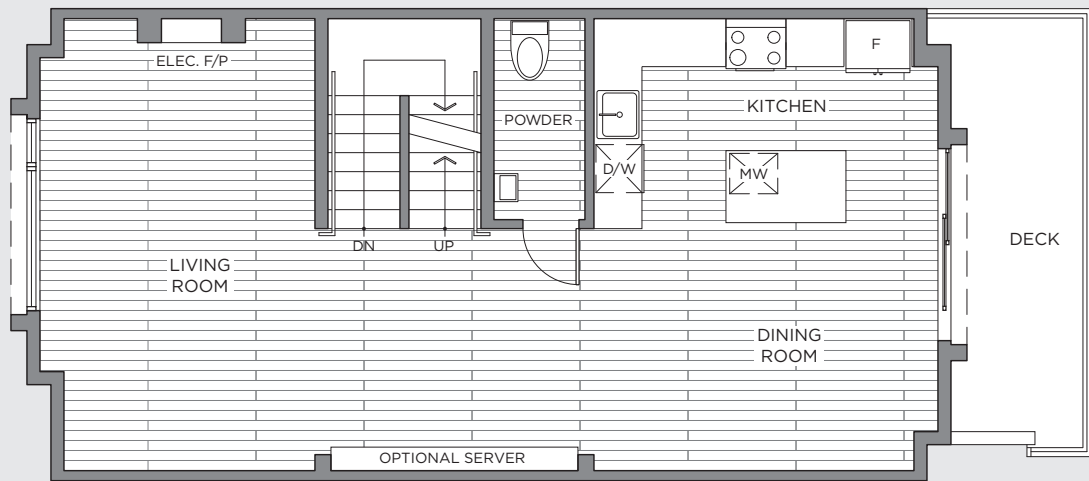 ELEC. F/P
F
KITCHEN
POWDER
D/W
MW
DN
UP
DECK
LIVING
ROOM
DINING
ROOM
OPTIONAL SERVER